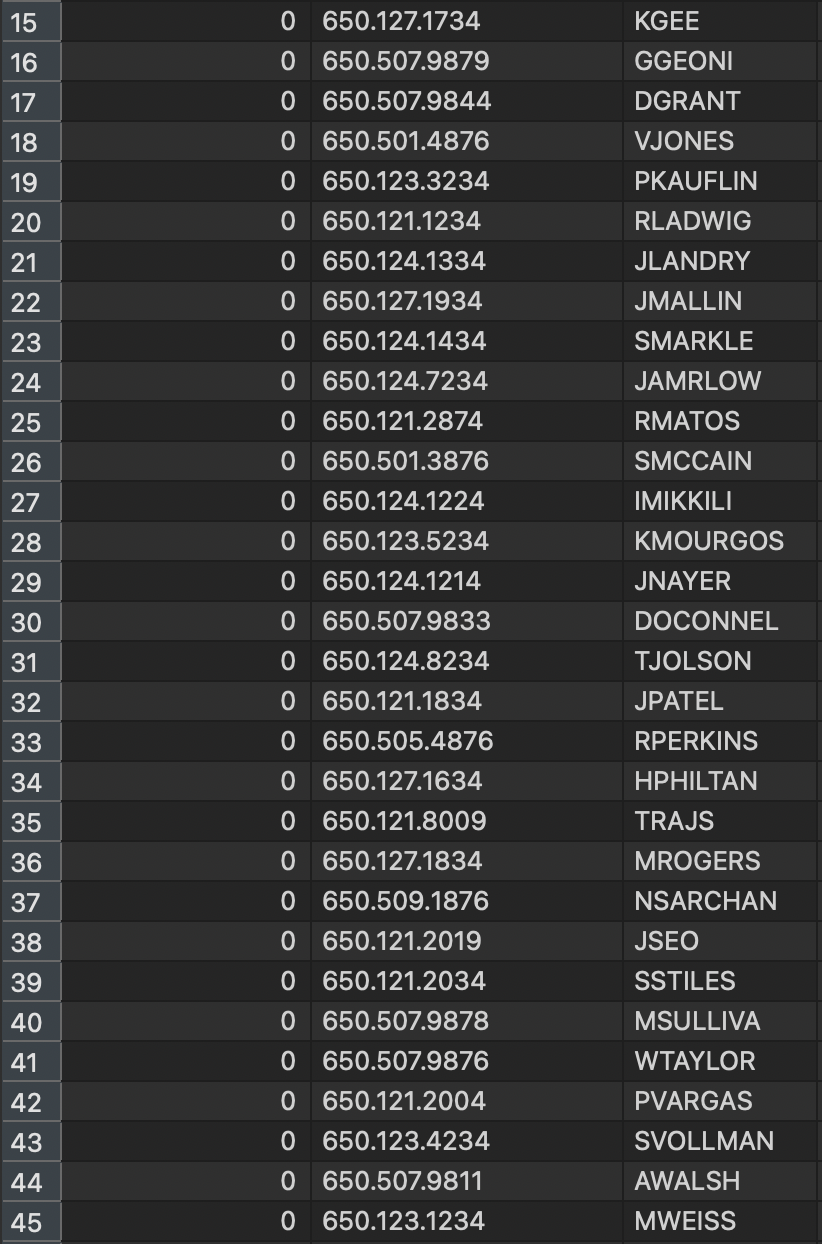 15 0 650.127.1734 KGEE
16 0 650.507.9879 GGEONI
17 0 650.507.9844 DGRANT
18 0 650.501.4876 VJONES
19 0 650.123.3234 PKAUFLIN
20 0 650.121.1234 RLADWIG
21 0 650.124.1334 JLANDRY
22 0 650.127.1934 JMALLIN
23 0 650.124.1434 SMARKLE
24 0 650.124.7234 JAMRLOW
25 0 650.121.2874 RMATOS
26 0 650.501.3876 SMCCAIN
27 0 650.124.1224 IMIKKILI
28 0 650.123.5234 KMOURGOS
29 0 650.124.1214 JNAYER
30 0 650.507.9833 DOCONNEL
31 0 650.124.8234 TJOLSON
32 0 650.121.1834 JPATEL
33 0 650.505.4876 RPERKINS
34 0 650.127.1634 HPHILTAN
35 0 650.121.8009 TRAJS
36 0 650.127.1834 MROGERS
37 0 650.509.1876 NSARCHAN
38 0 650.121.2019 JSEO
39 0 650.121.2034 SSTILES
40 0 650.507.9878 MSULLIVA
41 0 650.507.9876 WTAYLOR
42 0 650.121.2004 PVARGAS
43 0 650.123.4234 SVOLLMAN
44 0 650.507.9811 AWALSH
45 0 650.123.1234 MWEISS